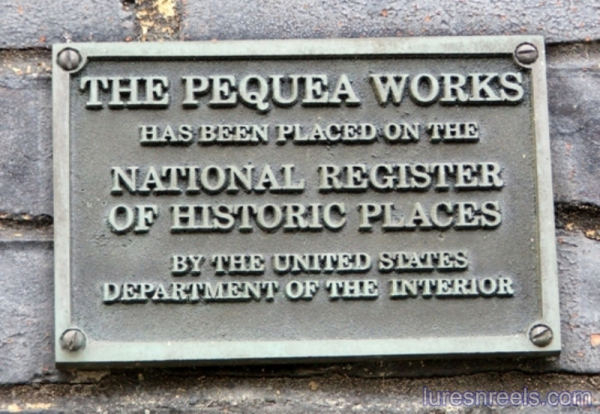 THE PEQUEA WORKS
HAS BEEN PLACED ON THE
NATIONAL REGISTER
OF HISTORIC PLACES
BY THE UNITED STATES
DEPARTMENT OF THE INTERIOR
luresnreels.com